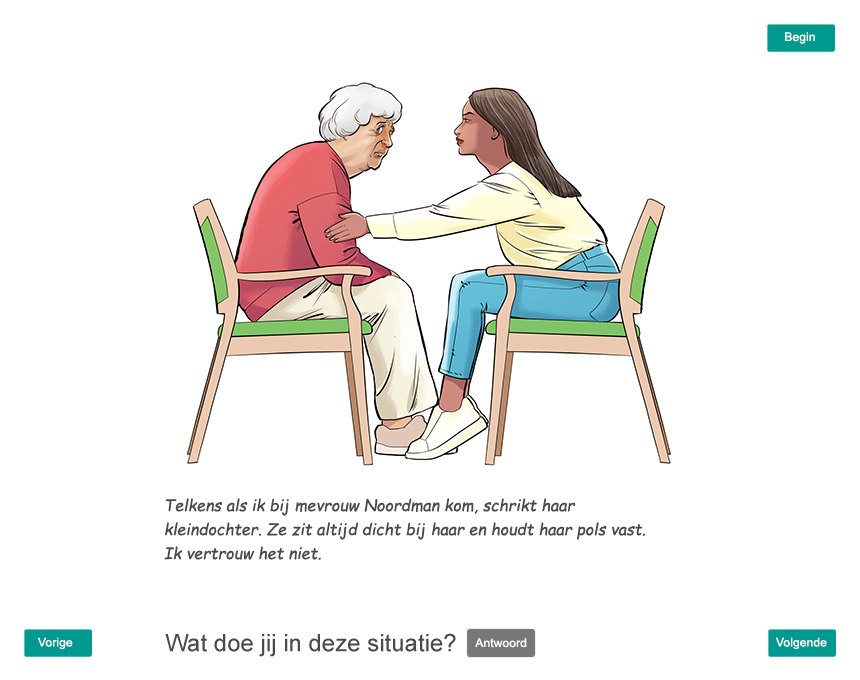 Begin
Telkens als ik bij mevrouw Noordman kom, schrikt haar
kleindochter. Ze zit altijd dicht bij haar en houdt haar pols vast.
Ik vertrouw het niet.
Vorige
Wat doe jij in deze situatie?
Antwoord
Volgende